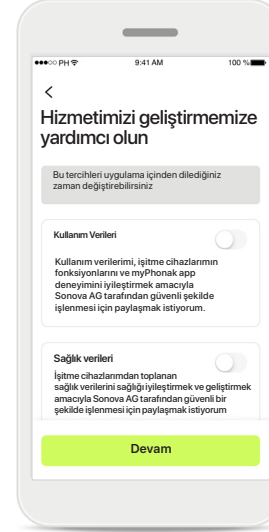 ●●●○○ PH 9:41 AM 100 %
Hizmetimizi geliştirmemize
yardımcı olun
Bu tercihleri uygulama içinden dilediğiniz
zaman değiştirebilirsiniz
Kullanım Verileri
Kullanım verilerimi, işitme cihazlarımın
fonksiyonlarını ve myPhonak app
deneyimini iyileştirmek amacıyla
Sonova AG tarafından güvenli şekilde
işlenmesi için paylaşmak istiyorum.
Sağlık verileri
İşitme cihazlarımdan toplanan
sağlık verilerini sağlığı iyileştirmek ve geliştirmek
amacıyla Sonova AG tarafından güvenli bir
şekilde işlenmesi için paylaşmak istiyorum
Devam